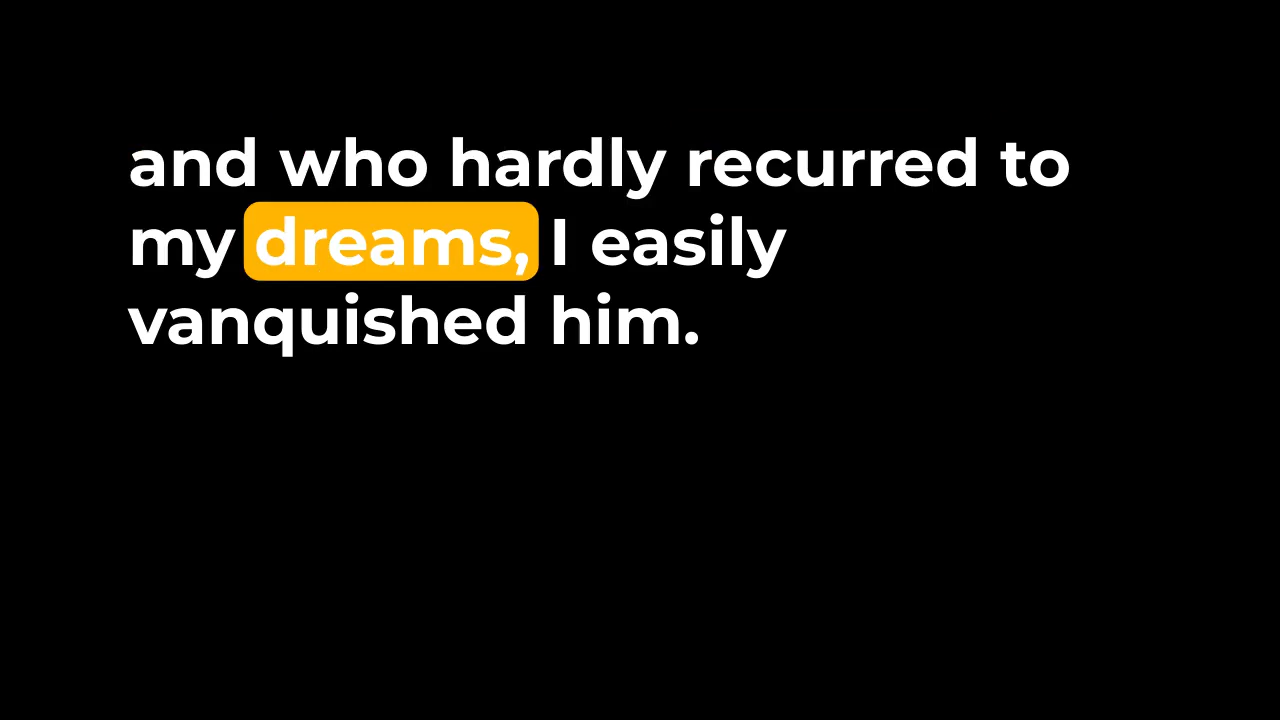 and who hardly recurred to
my dreams, I easily
vanquished him.